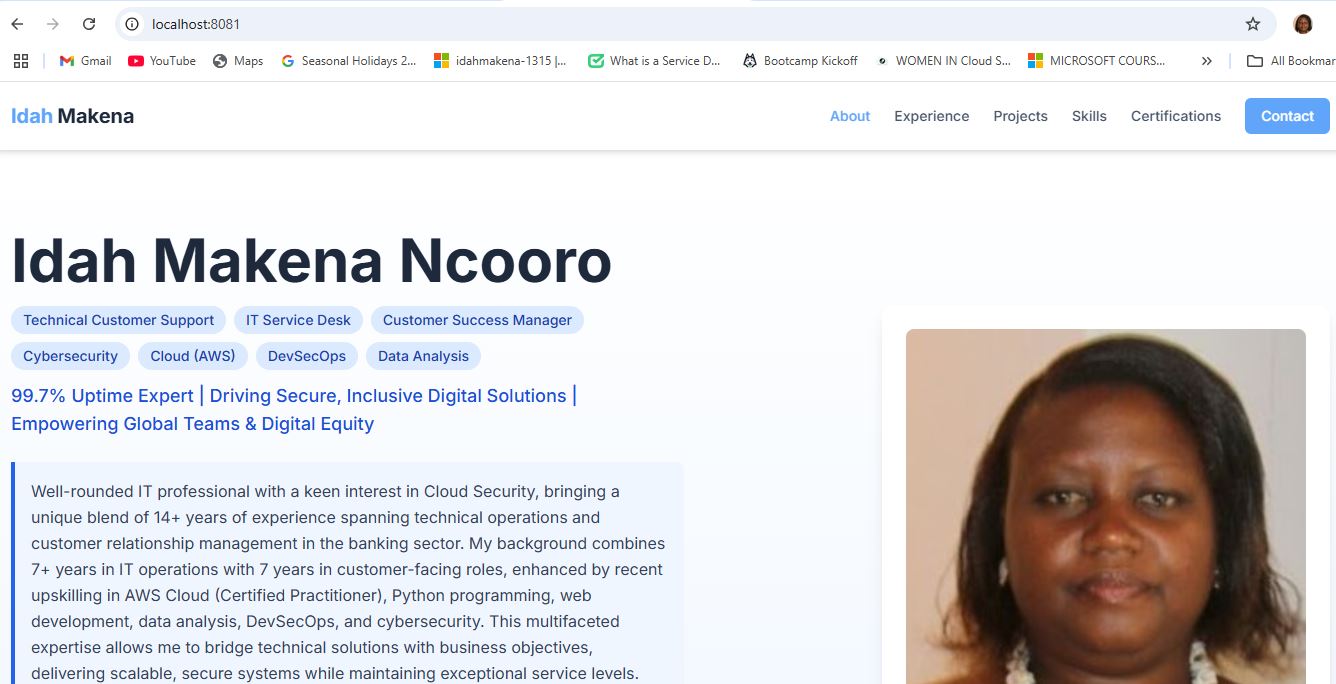 localhost:8081
Gmail
YouTube
Maps
Seasonal Holidays 2...
idahmakena-1315 |...
What is a Service D...
Bootcamp Kickoff
WOMEN IN Cloud S...
MICROSOFT COURS...
»
All Bookmar
Idah Makena
About
Experience
Projects
Skills
Certifications
Contact
Idah Makena Ncooro
Technical Customer Support
IT Service Desk
Customer Success Manager
Cybersecurity
Cloud (AWS)
DevSecOps
Data Analysis
99.7% Uptime Expert | Driving Secure, Inclusive Digital Solutions |
Empowering Global Teams & Digital Equity
Well-rounded IT professional with a keen interest in Cloud Security, bringing a
unique blend of 14+ years of experience spanning technical operations and
customer relationship management in the banking sector. My background combines
7+ years in IT operations with 7 years in customer-facing roles, enhanced by recent
upskilling in AWS Cloud (Certified Practitioner), Python programming, web
development, data analysis, DevSecOps, and cybersecurity. This multifaceted
expertise allows me to bridge technical solutions with business objectives,
delivering scalable, secure systems while maintaining exceptional service levels.